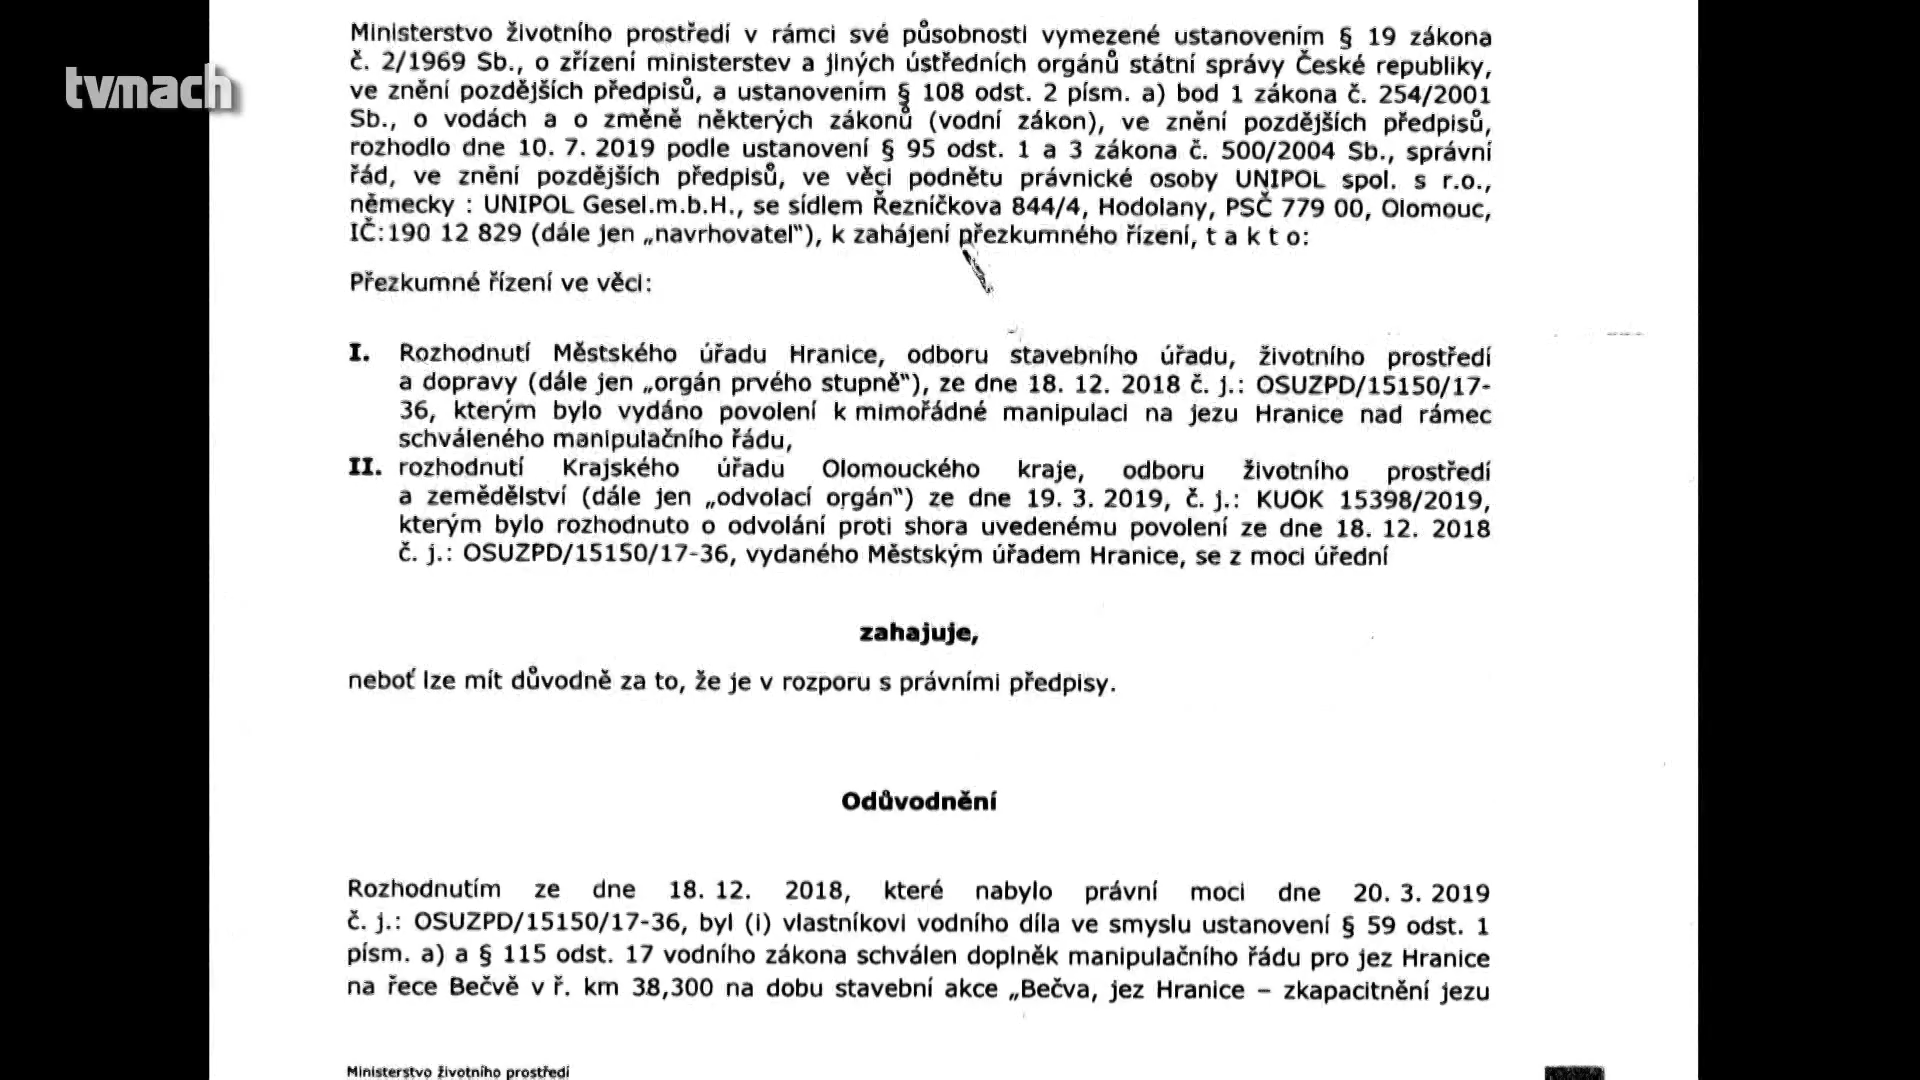 tvmach
Ministerstvo životního prostředí v rámci své působnosti vymezené ustanovením § 19 zákona
č. 2/1969 Sb., o zřízení ministerstev a jiných ústředních orgánů státní správy České republiky,
ve znění pozdějších předpisů, a ustanovením § 108 odst. 2 písm. a) bod 1 zákona č. 254/2001
Sb., o vodách a o změně některých zákonů (vodní zákon), ve znění pozdějších předpisů,
rozhodlo dne 10. 7. 2019 podle ustanovení § 95 odst. 1 a 3 zákona č. 500/2004 Sb., správní
řád, ve znění pozdějších předpisů, ve věci podnětu právnické osoby UNIPOL spol. s r.o.,
německy : UNIPOL Gesel.m.b.H., se sídlem Řezníčkova 844/4, Hodolany, PSČ 779 00, Olomouc,
IČ:190 12 829 (dále jen „navrhovatel"), k zahájení přezkumného řízení, t a k t o:
Přezkumné řízení ve věci:
I. Rozhodnutí Městského úřadu Hranice, odboru stavebního úřadu, životního prostředí
a dopravy (dále jen „orgán prvého stupně"), ze dne 18. 12. 2018 č. j.: OSUZPD/15150/17-
36, kterým bylo vydáno povolení k mimořádné manipulaci na jezu Hranice nad rámec
schváleného manipulačního řádu,
II. rozhodnutí Krajského úřadu Olomouckého kraje, odboru životního prostředí
a zemědělství (dále jen „odvolací orgán") ze dne 19. 3. 2019, č. j.: KUOK 15398/2019,
kterým bylo rozhodnuto o odvolání proti shora uvedenému povolení ze dne 18. 12. 2018
č. j.: OSUZPD/15150/17-36, vydaného Městským úřadem Hranice, se z moci úřední
zahajuje,
neboť lze mít důvodně za to, že je v rozporu s právními předpisy.
Odůvodnění
Rozhodnutím ze dne 18. 12. 2018, které nabylo právní moci dne 20. 3. 2019
č. j.: OSUZPD/15150/17-36, byl (i) vlastníkovi vodního díla ve smyslu ustanovení § 59 odst. 1
písm. a) a § 115 odst. 17 vodního zákona schválen doplněk manipulačního řádu pro jez Hranice
na řece Bečvě v ř. km 38,300 na dobu stavební akce „Bečva, jez Hranice – zkapacitnění jezu
Ministerstvo životního prostředí